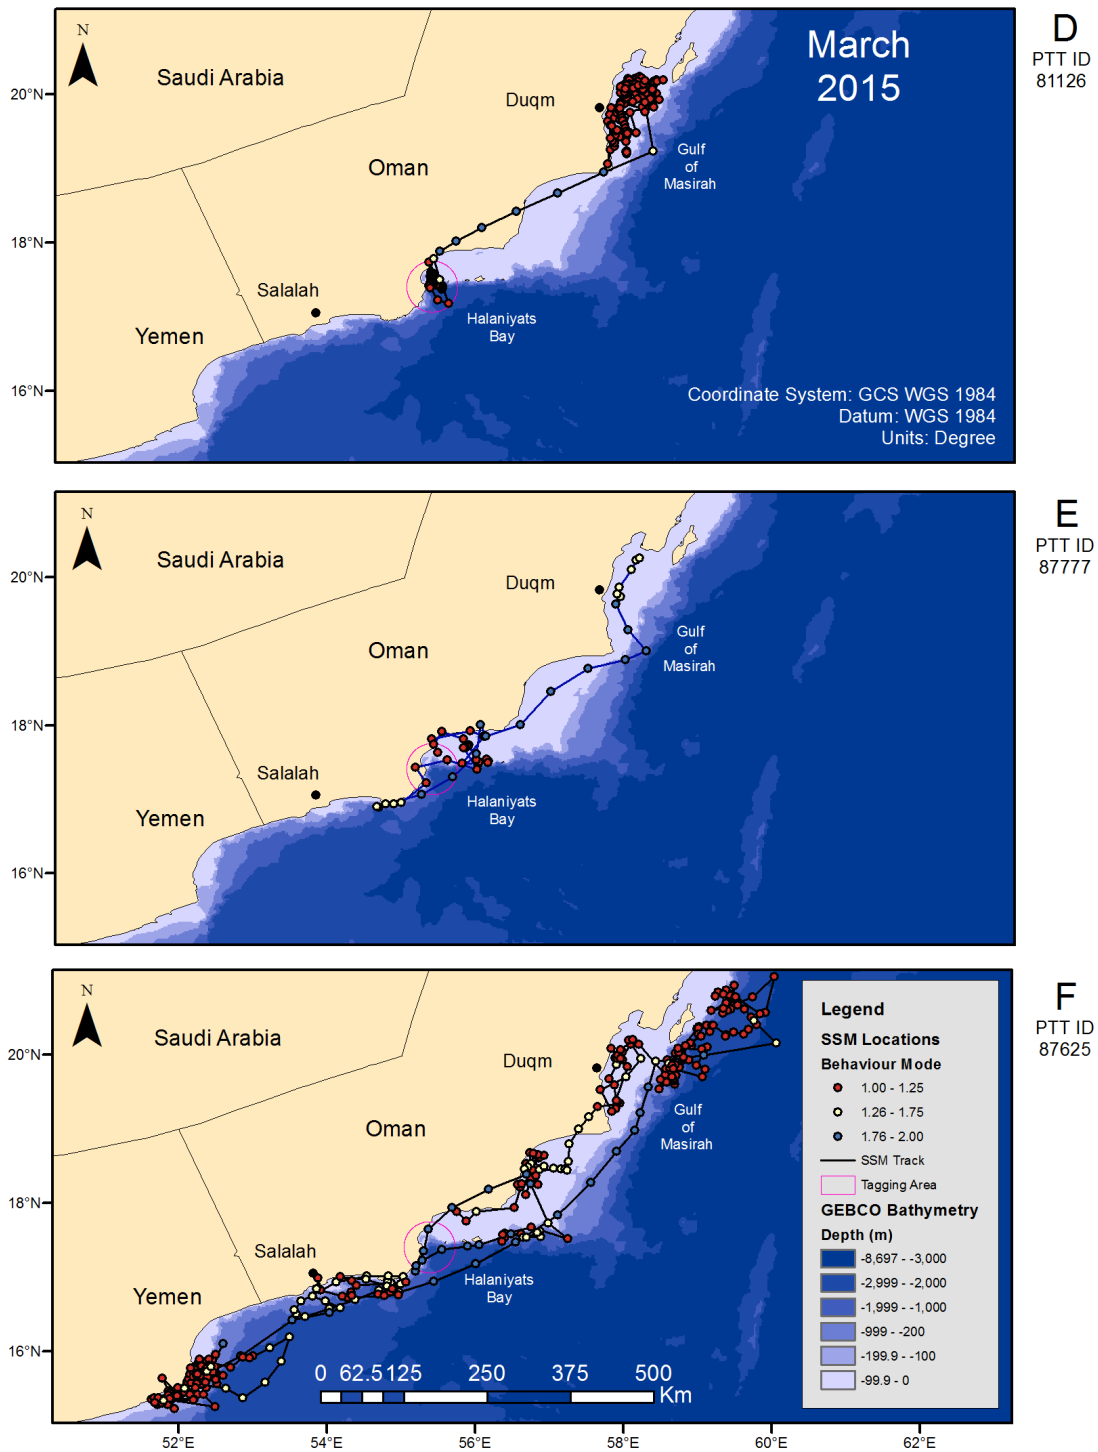 N
Saudi Arabia
March
2015
D
PTT ID
81126
20°N
Duqm
Oman
Gulf
of
Masirah
18°N
Salalah
Halaniyats
Bay
Yemen
16°N
Coordinate System: GCS WGS 1984
Datum: WGS 1984
Units: Degree
N
Saudi Arabia
E
PTT ID
87777
20°N
Duqm
Oman
Gulf
of
Masirah
18°N
Salalah
Halaniyats
Bay
Yemen
16°N
N
Saudi Arabia
F
PTT ID
87625
20°N
Duqm
Oman
Gulf
of
Masirah
18°N
Salalah
Halaniyats
Bay
Yemen
16°N
0 62.5 125 250 375 500
Km
Legend
SSM Locations
Behaviour Mode
1.00 - 1.25
1.26 - 1.75
1.76 - 2.00
SSM Track
Tagging Area
GEBCO Bathymetry
Depth (m)
-8,697 - -3,000
-2,999 - -2,000
-1,999 - -1,000
-999 - -200
-199.9 - -100
-99.9 - 0
52°E 54°E 56°E 58°E 60°E 62°E